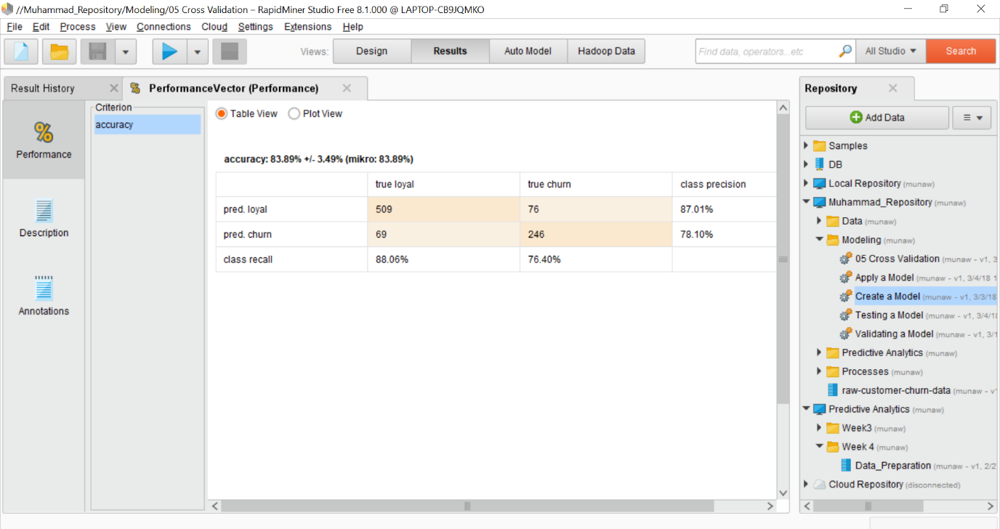 //Muhammad_Repository/Modeling/05 Cross Validation – RapidMiner Studio Free 8.1.000 @ LAPTOP-CB9JQMKO
File Edit Process View Connections Cloud Settings Extensions Help
Views: Design Results Auto Model Hadoop Data Find data, operators...etc All Studio Search
Result History PerformanceVector (Performance)
Performance
Description
Annotations
Criterion
accuracy
Table View Plot View
accuracy: 83.89% +/- 3.49% (mikro: 83.89%)
true loyal true churn class precision
pred. loyal 509 76 87.01%
pred. churn 69 246 78.10%
class recall 88.06% 76.40%
Repository
Add Data
Samples
DB
Local Repository (munaw)
Muhammad_Repository (munaw)
Data (munaw)
Modeling (munaw)
05 Cross Validation (munaw - v1, 3
Apply a Model (munaw - v1, 3/4/18 1
Create a Model (munaw - v1, 3/3/18
Testing a Model (munaw - v1, 3/4/18
Validating a Model (munaw - v1, 3/1
Predictive Analytics (munaw)
Processes (munaw)
raw-customer-churn-data (munaw - v
Predictive Analytics (munaw)
Week3 (munaw)
Week 4 (munaw)
Data_Preparation (munaw - v1, 2/2
Cloud Repository (disconnected)